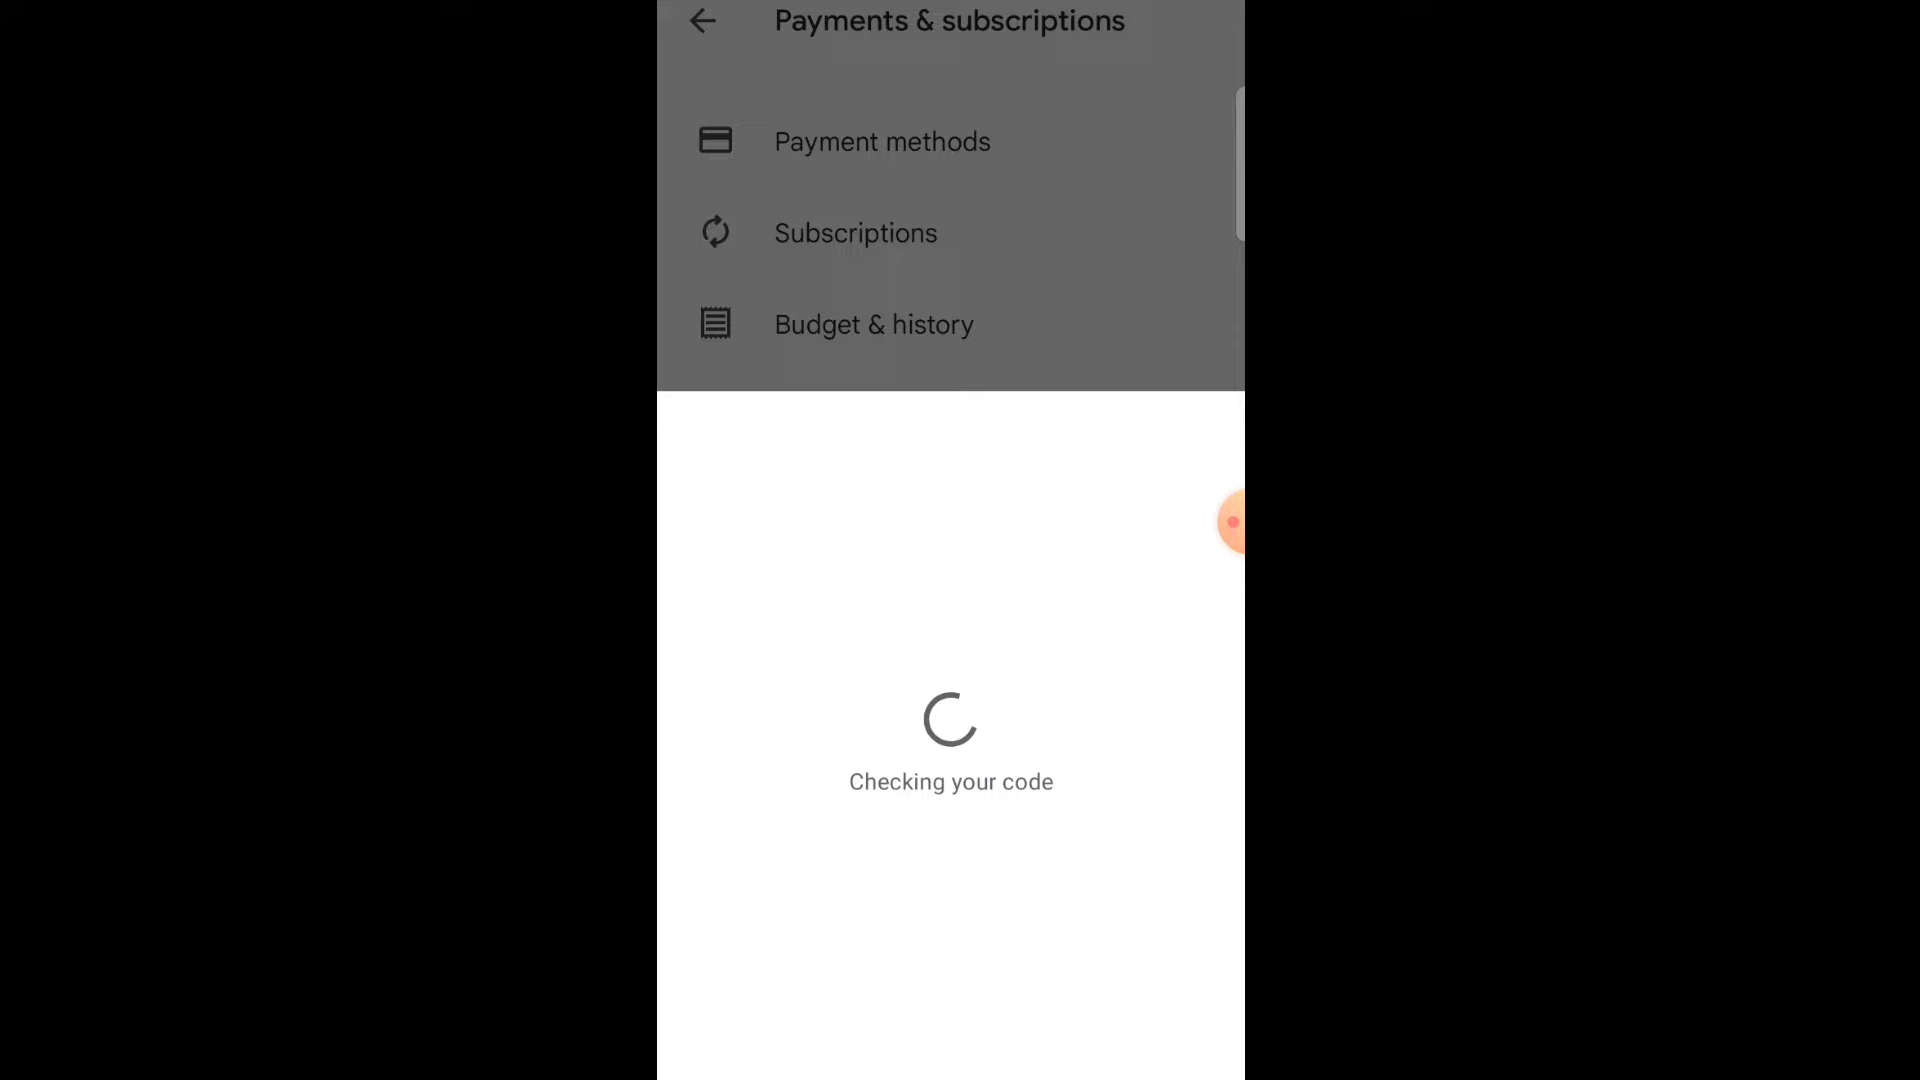 Payments & subscriptions
Payment methods
Subscriptions
Budget & history
Checking your code